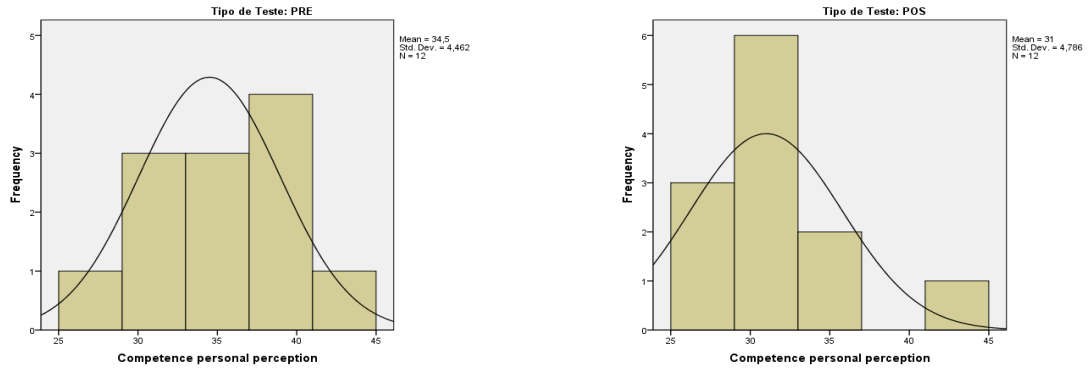 Tipo de Teste: PRE
Mean = 34,5
Std. Dev. = 4,462
N = 12
5
4
3
2
1
0
Frequency
25 30 35 40 45
Competence personal perception
Tipo de Teste: POS
Mean = 31
Std. Dev. = 4,786
N = 12
6
5
4
3
2
1
0
Frequency
25 30 35 40 45
Competence personal perception